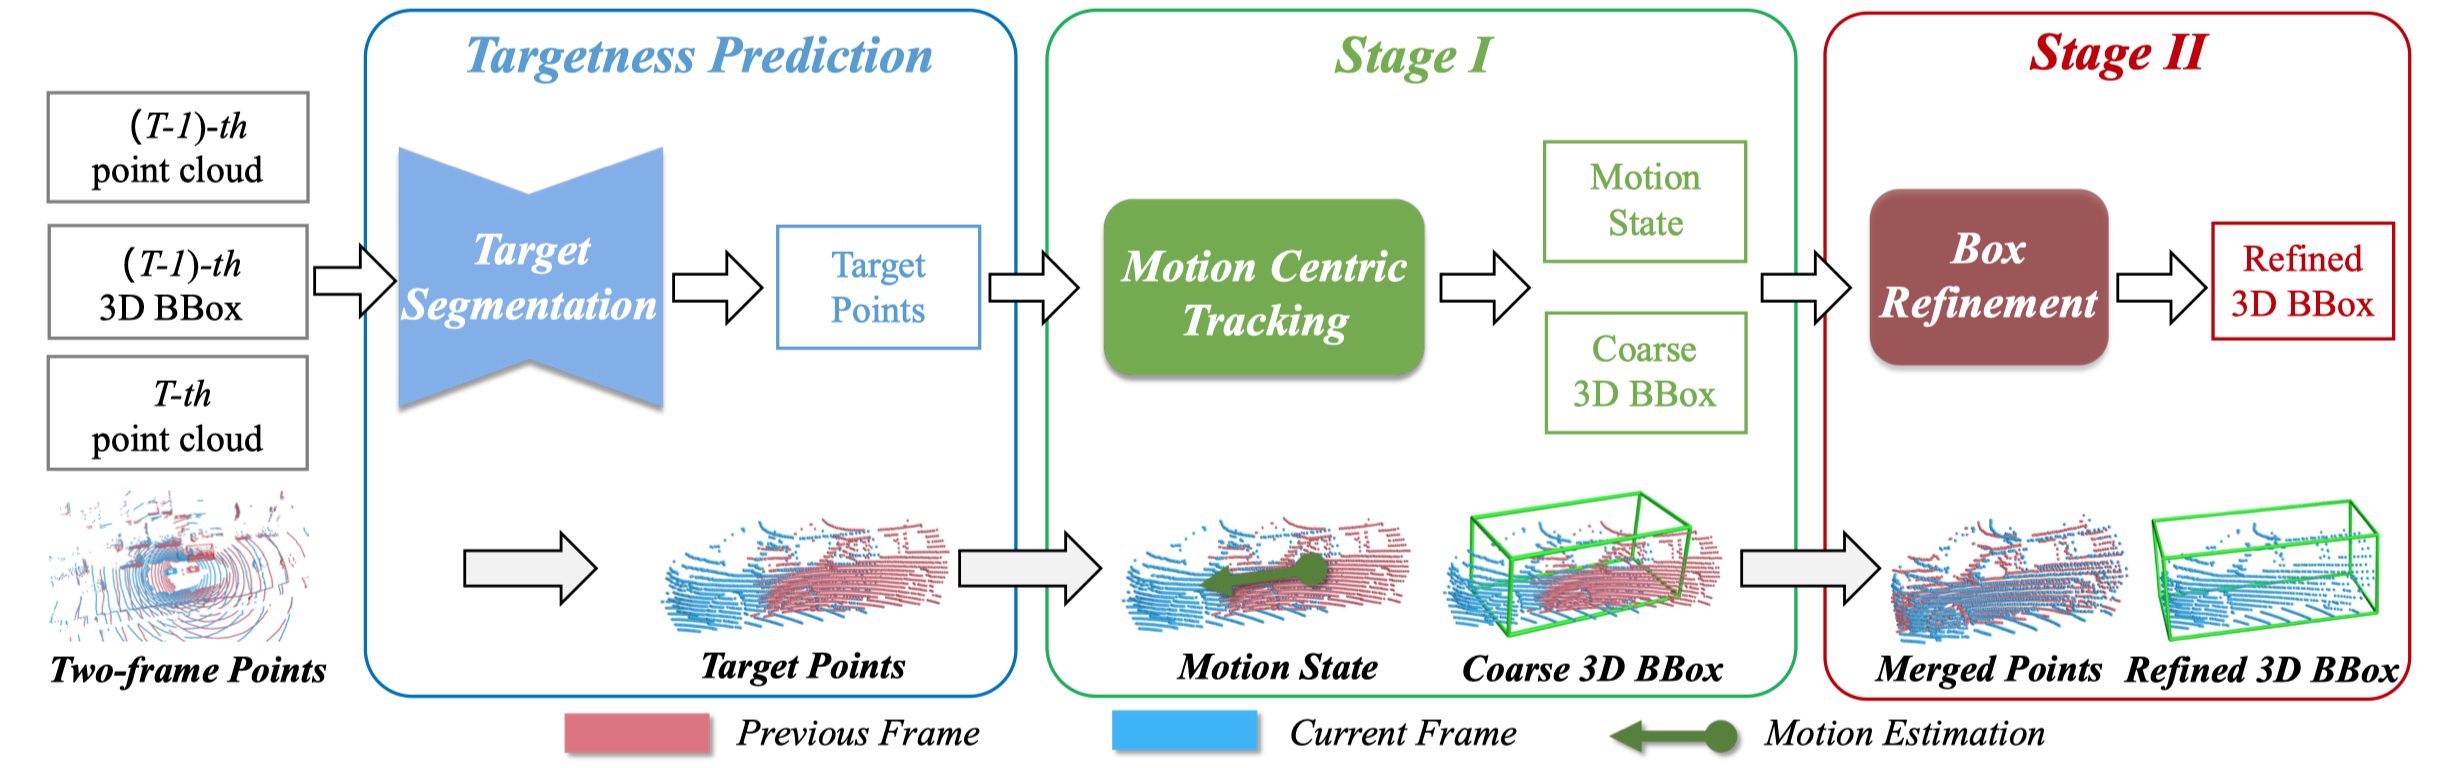 Targetness Prediction
Stage I
Stage II
(T-1)-th
point cloud
(T-1)-th
3D BBox
T-th
point cloud
Target
Segmentation
Target
Points
Motion Centric
Tracking
Motion
State
Coarse
3D BBox
Box
Refinement
Refined
3D BBox
Two-frame Points
Target Points
Motion State
Coarse 3D BBox
Merged Points
Refined 3D BBox
Previous Frame
Current Frame
Motion Estimation